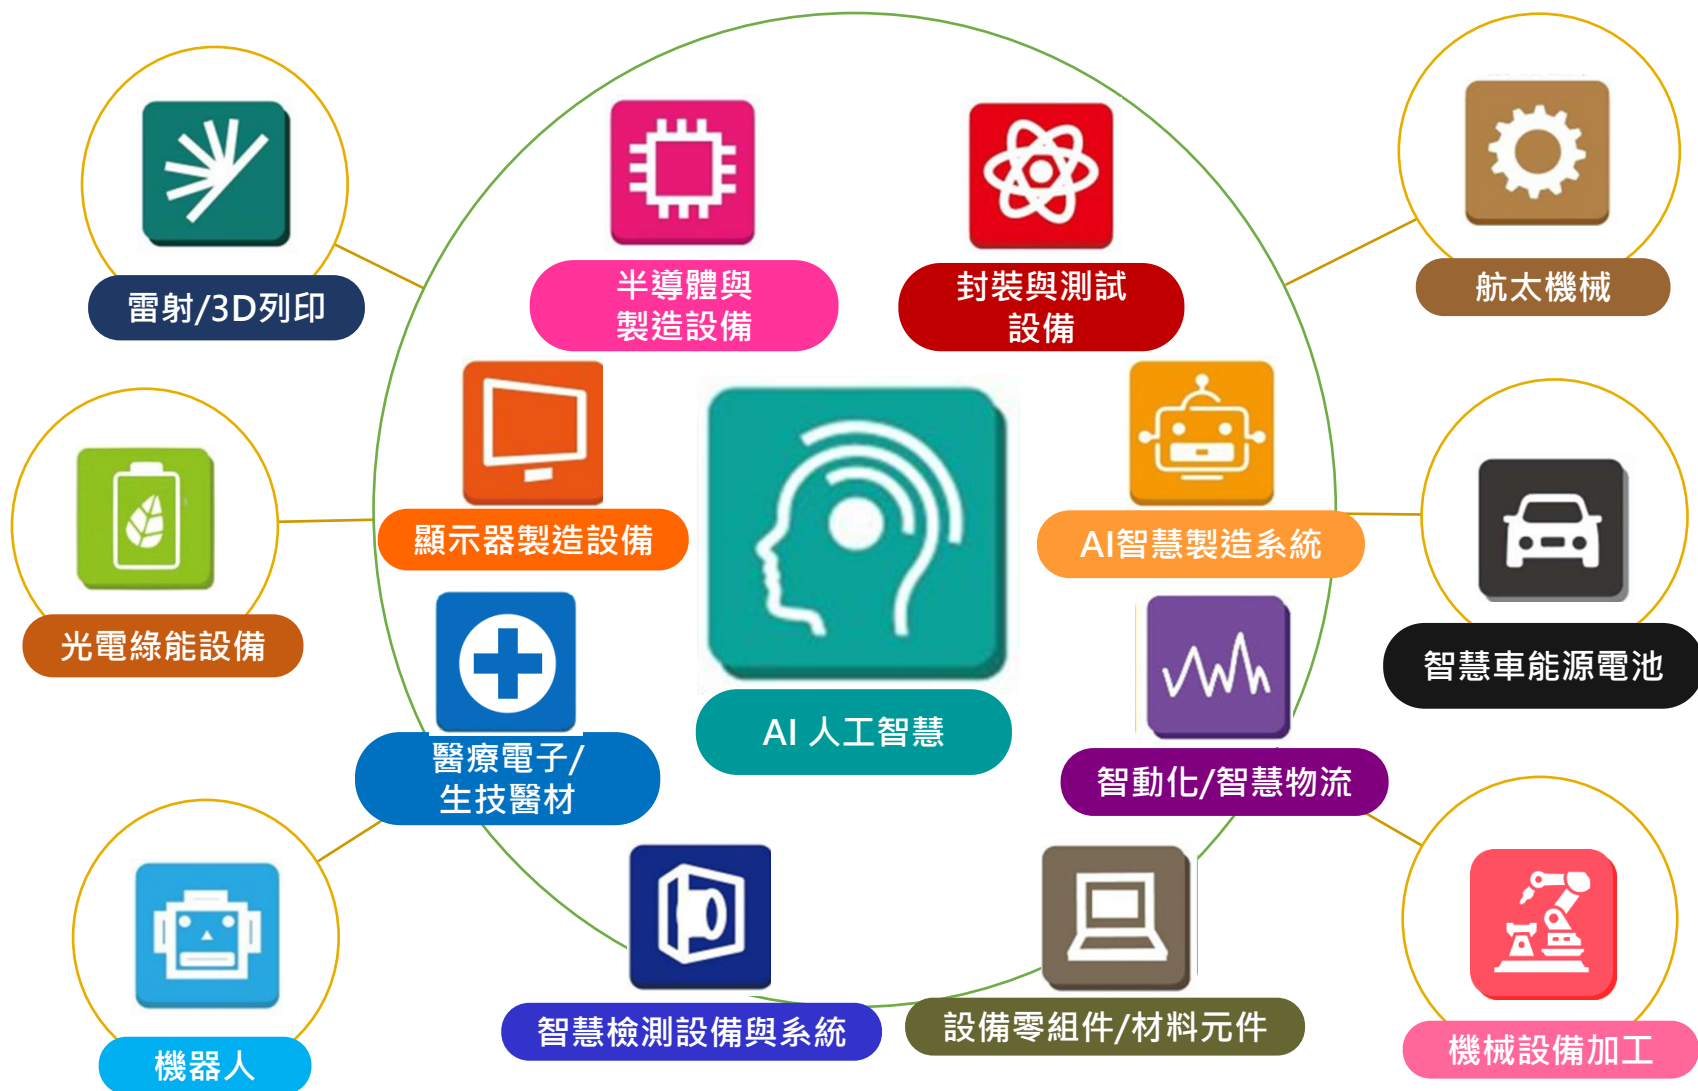 雷射/3D列印
半導體與
製造設備
封裝與測試
設備
航太機械
顯示器製造設備
AI智慧製造系統
光電綠能設備
智慧車能源電池
AI 人工智慧
醫療電子/
生技醫材
智動化/智慧物流
機器人
智慧檢測設備與系統
設備零組件/材料元件
機械設備加工